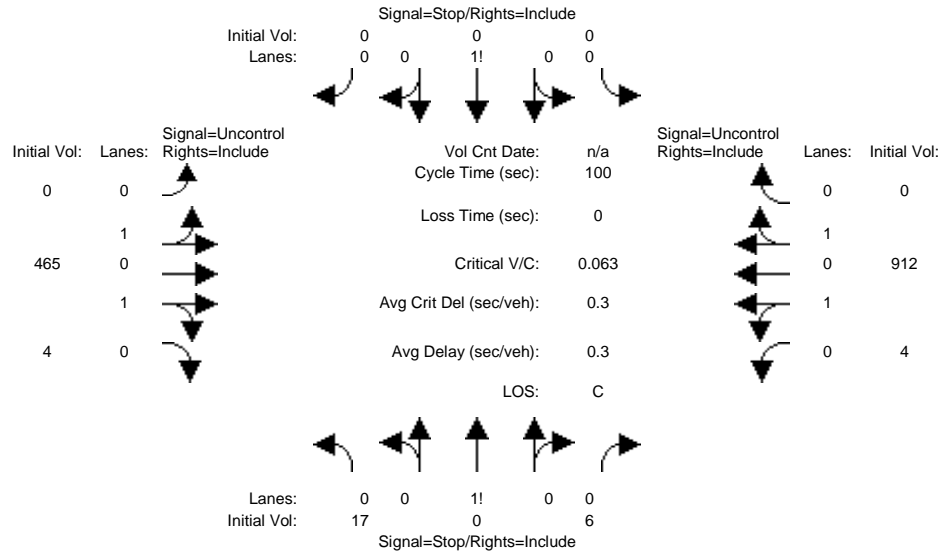 Signal=Stop/Rights=Include
Initial Vol: 0 0 0
Lanes: 0 0 1! 0 0
Signal=Uncontrol
Initial Vol: Lanes: Rights=Include
Vol Cnt Date: n/a
Signal=Uncontrol
Rights=Include Lanes: Initial Vol:
Cycle Time (sec): 100
0 0
0 0
Loss Time (sec): 0
1
1
465 0
Critical V/C: 0.063
0 912
1
Avg Crit Del (sec/veh): 0.3
1
4 0
Avg Delay (sec/veh): 0.3
0 4
LOS: C
Lanes: 0 0 1! 0 0
Initial Vol: 17 0 6
Signal=Stop/Rights=Include